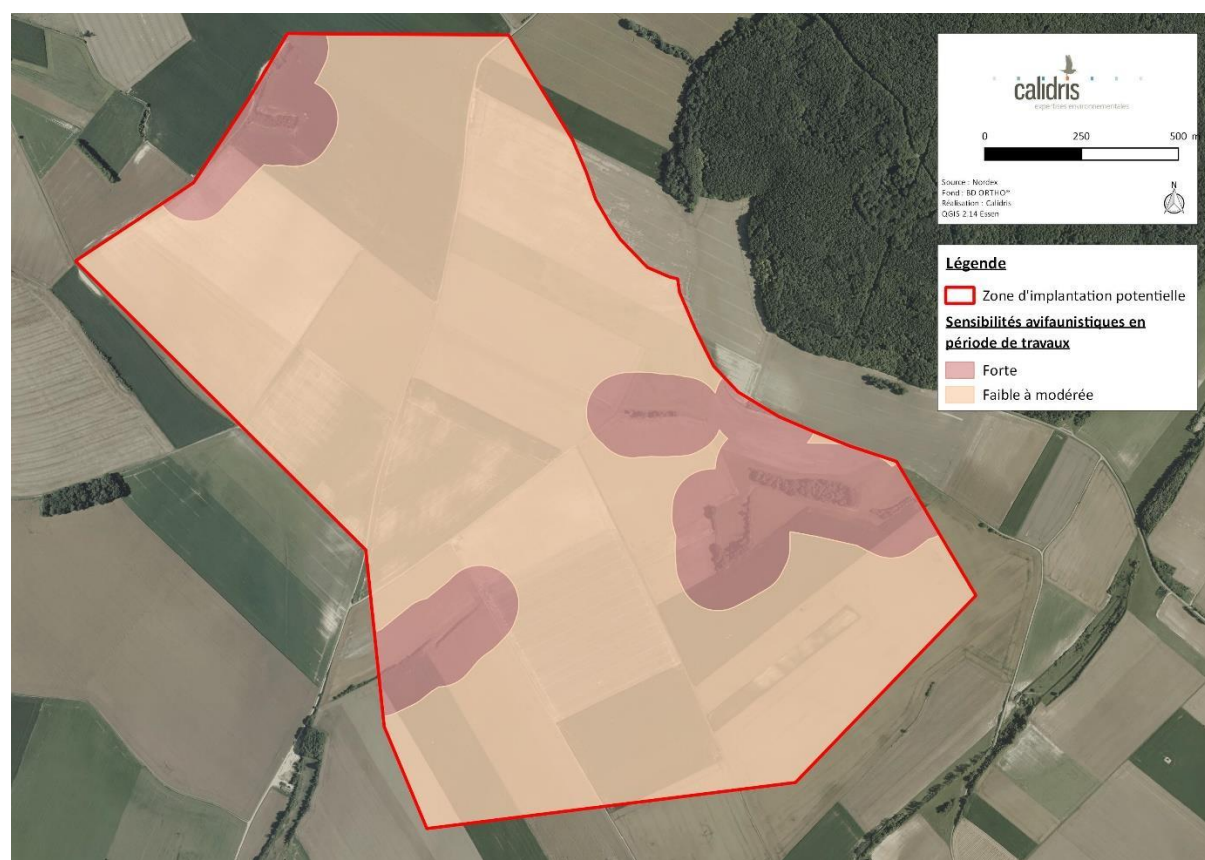 calidris
expertises environnementales
0 250 500 m
Source : Nordex
Fond : BD ORTHO®
Réalisation : Calidris
QGIS 2.14 Essen
N
Légende
Zone d'implantation potentielle
Sensibilités avifaunistiques en
période de travaux
Forte
Faible à modérée